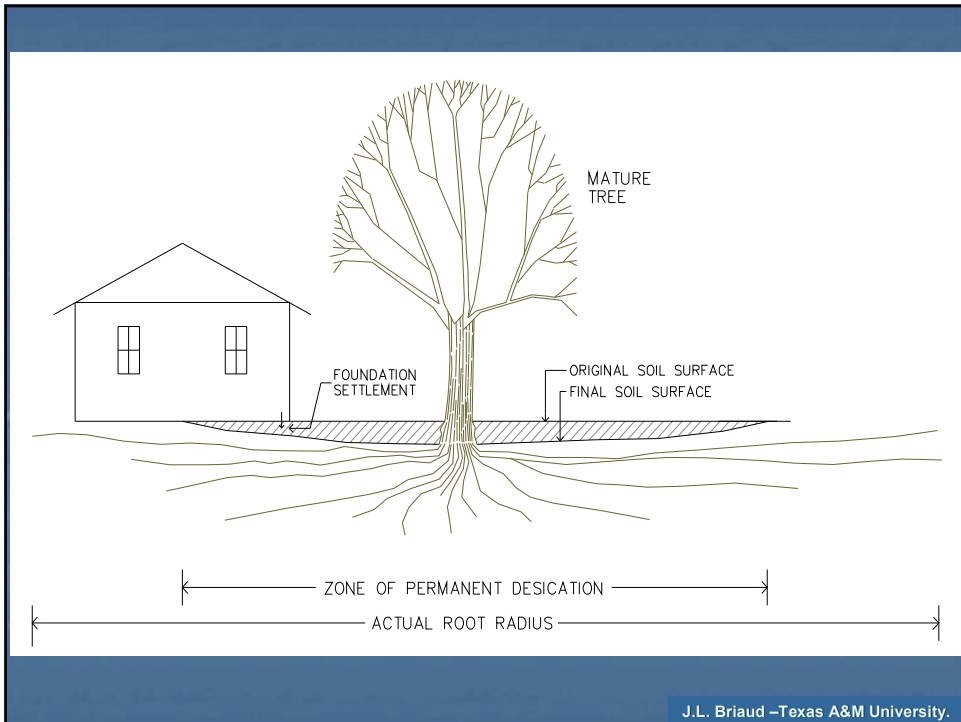 MATURE
TREE
FOUNDATION
SETTLEMENT
ORIGINAL SOIL SURFACE
FINAL SOIL SURFACE
ZONE OF PERMANENT DESICATION
ACTUAL ROOT RADIUS
J.L. Briaud –Texas A&M University.